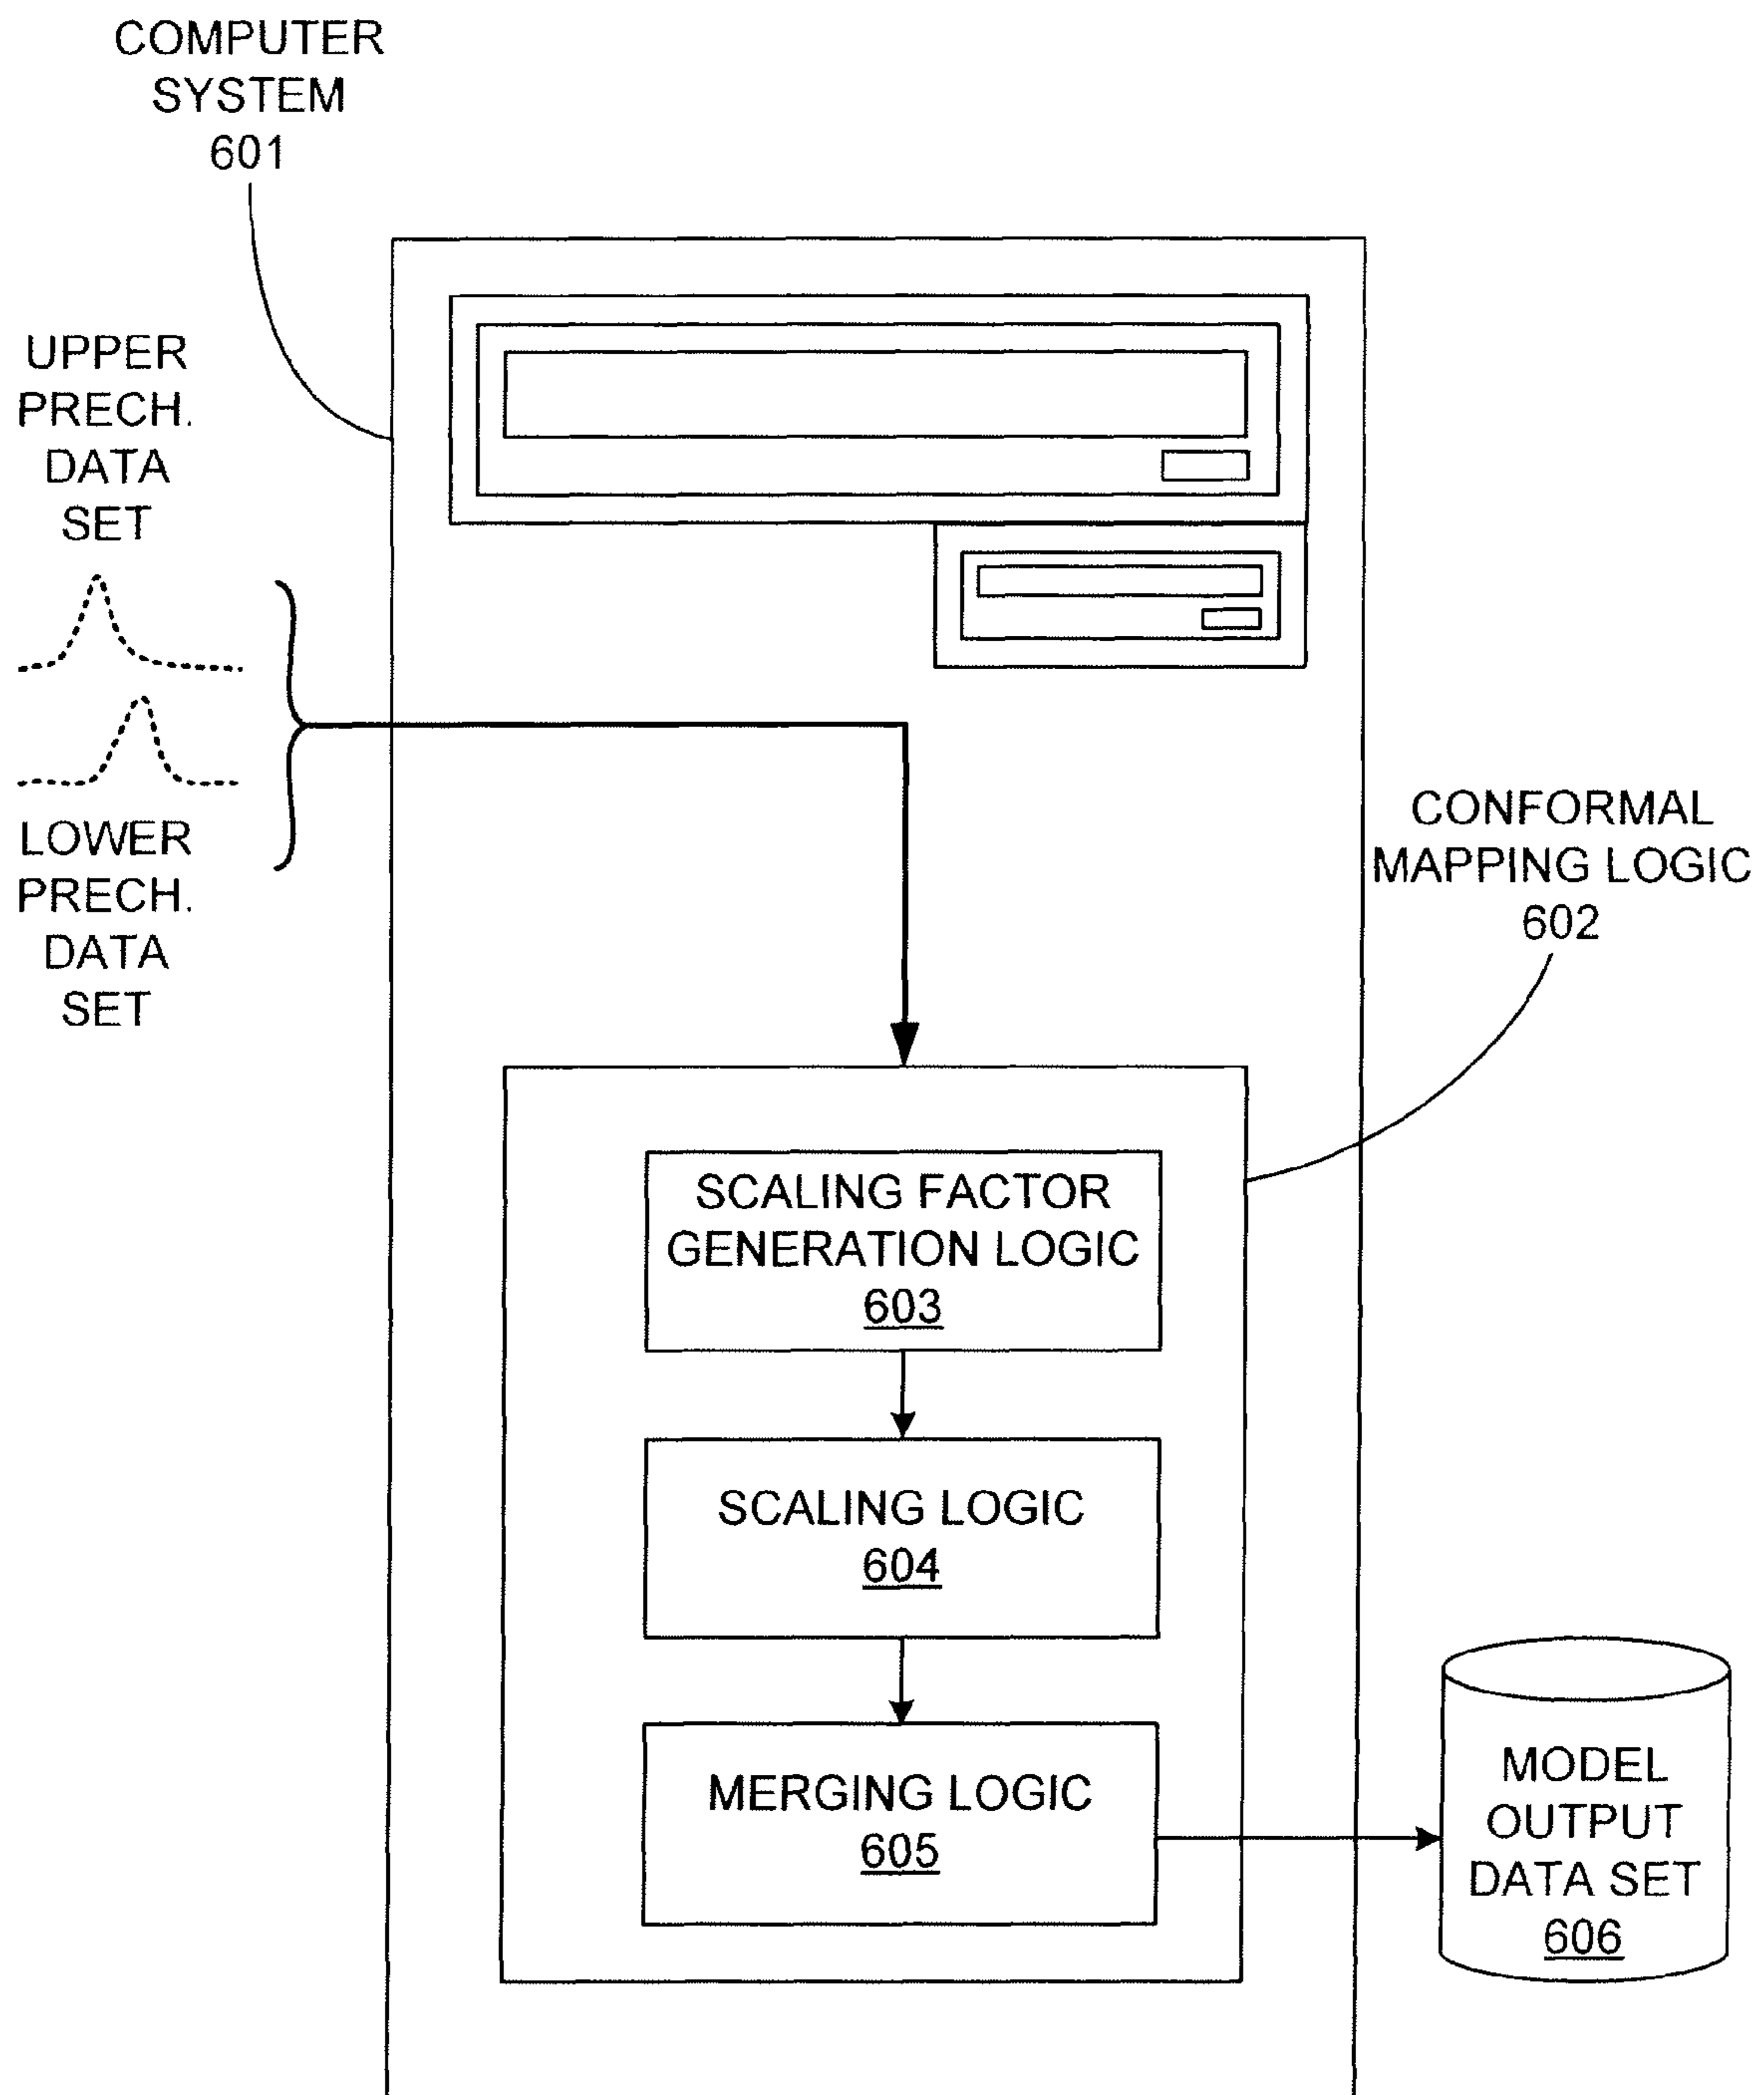 COMPUTER
SYSTEM
601
UPPER
PRECH.
DATA
SET
LOWER
PRECH.
DATA
SET
CONFORMAL
MAPPING LOGIC
602
SCALING FACTOR
GENERATION LOGIC
603
SCALING LOGIC
604
MERGING LOGIC
605
MODEL
OUTPUT
DATA SET
606